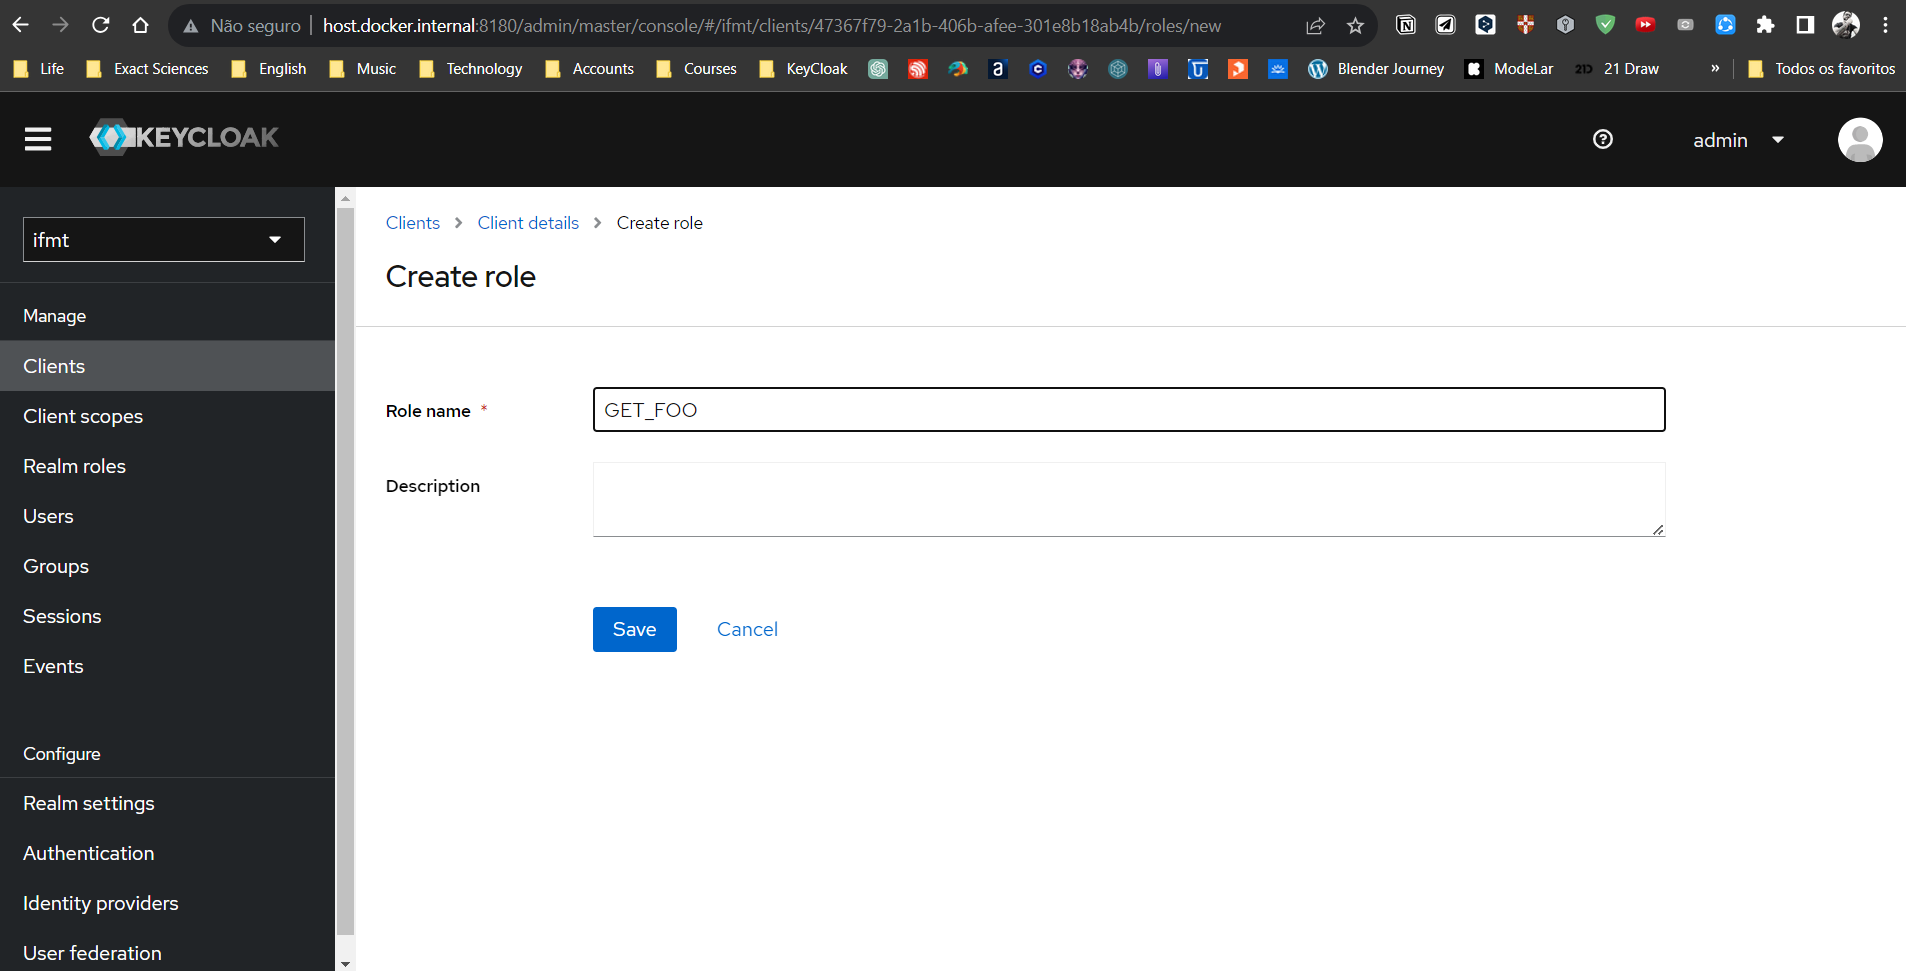 Não seguro | host.docker.internal:8180/admin/master/console/#/ifmt/clients/47367f79-2a1b-406b-afee-301e8b18ab4b/roles/new
Life Exact Sciences English Music Technology Accounts Courses KeyCloak Blender Journey ModeLar 21D 21 Draw » Todos os favoritos
KEYCLOAK admin
ifmt
Manage
Clients
Client scopes
Realm roles
Users
Groups
Sessions
Events
Configure
Realm settings
Authentication
Identity providers
User federation
Clients > Client details > Create role
Create role
Role name * GET_FOO
Description
Save Cancel